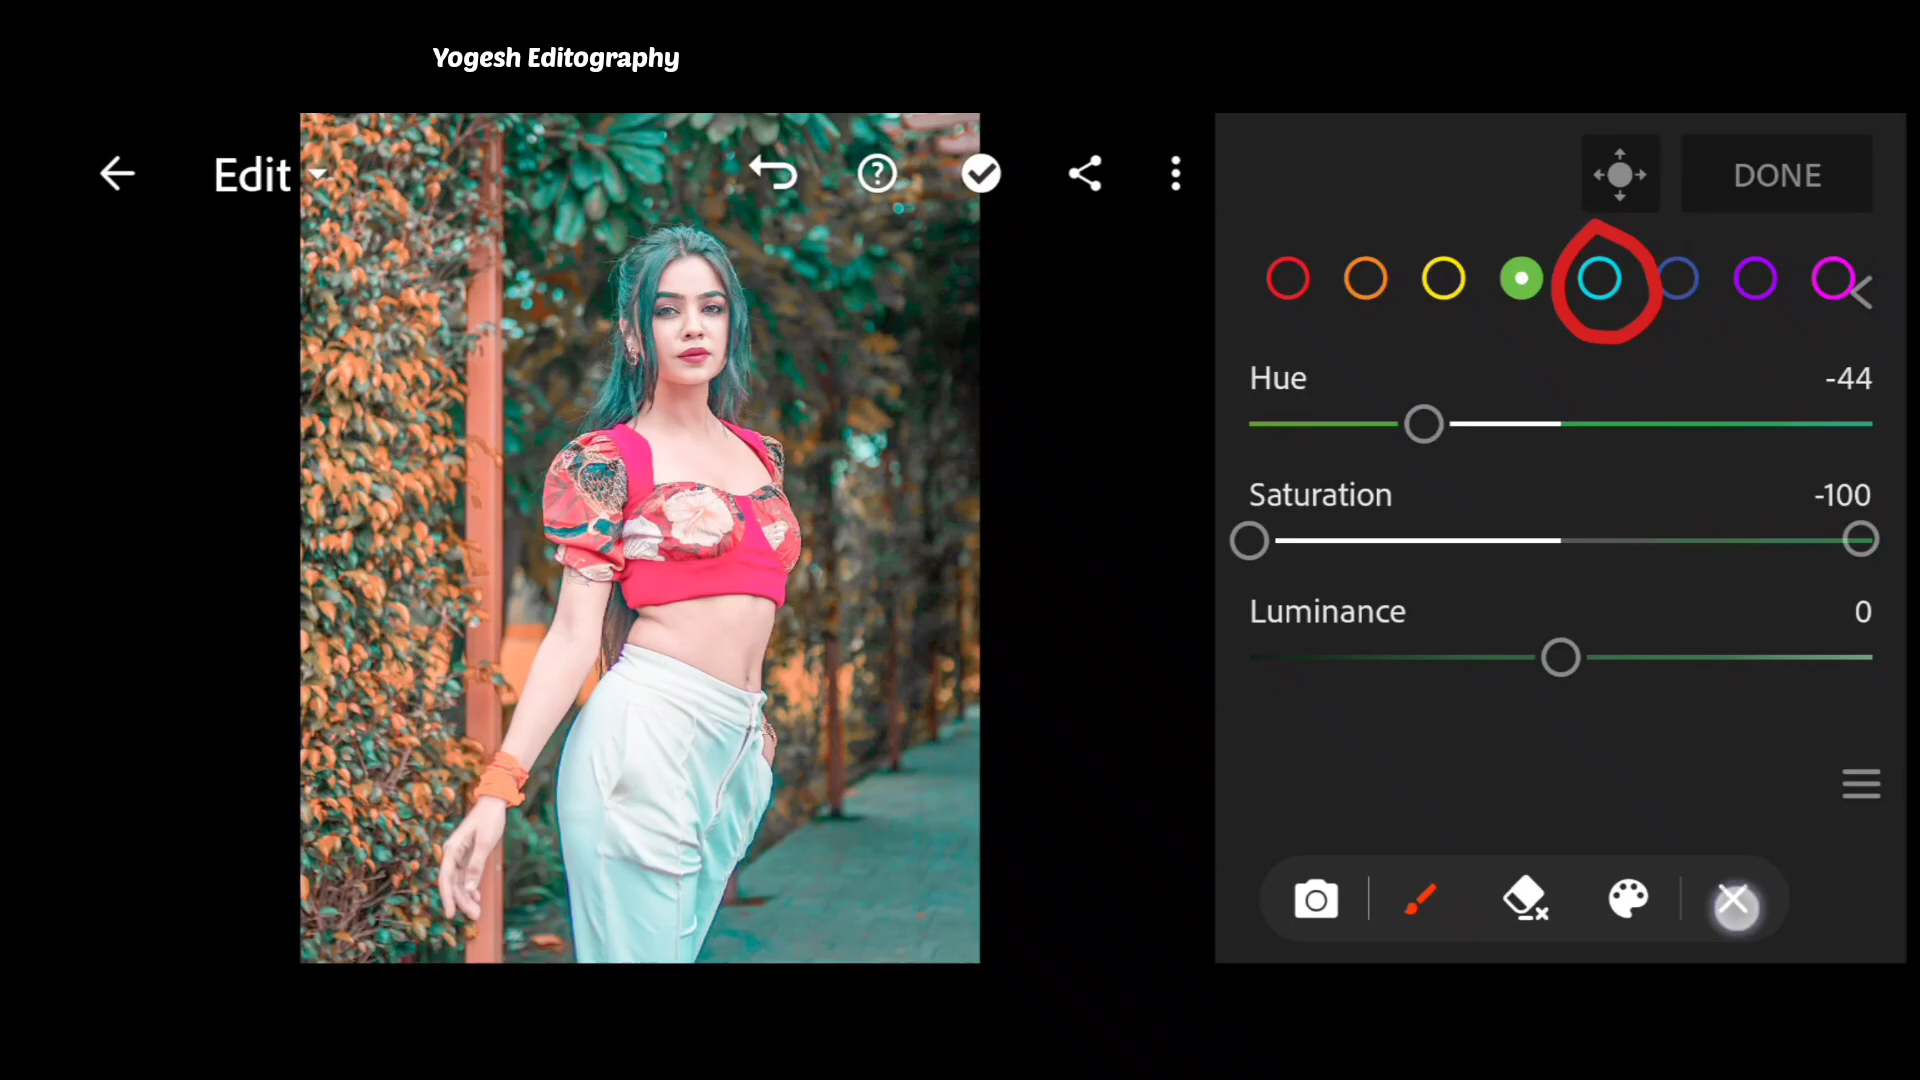 Yogesh Editography
Edit
DONE
Hue -44
Saturation -100
Luminance 0